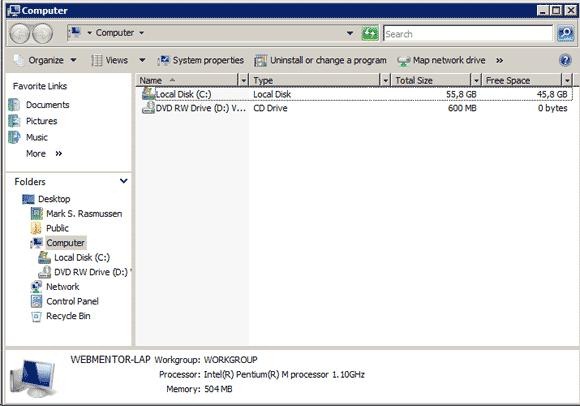 Computer
Computer
Search
Organize Views System properties Uninstall or change a program Map network drive »
Favorite Links
Documents
Pictures
Music
More »
Folders
Desktop
Mark S. Rasmussen
Public
Computer
Local Disk (C:)
DVD RW Drive (D:)
Network
Control Panel
Recycle Bin
Name Type Total Size Free Space
Local Disk (C:) Local Disk 55,8 GB 45,8 GB
DVD RW Drive (D:) V... CD Drive 600 MB 0 bytes
WEBMENTOR-LAP Workgroup: WORKGROUP
Processor: Intel(R) Pentium(R) M processor 1.10GHz
Memory: 504 MB